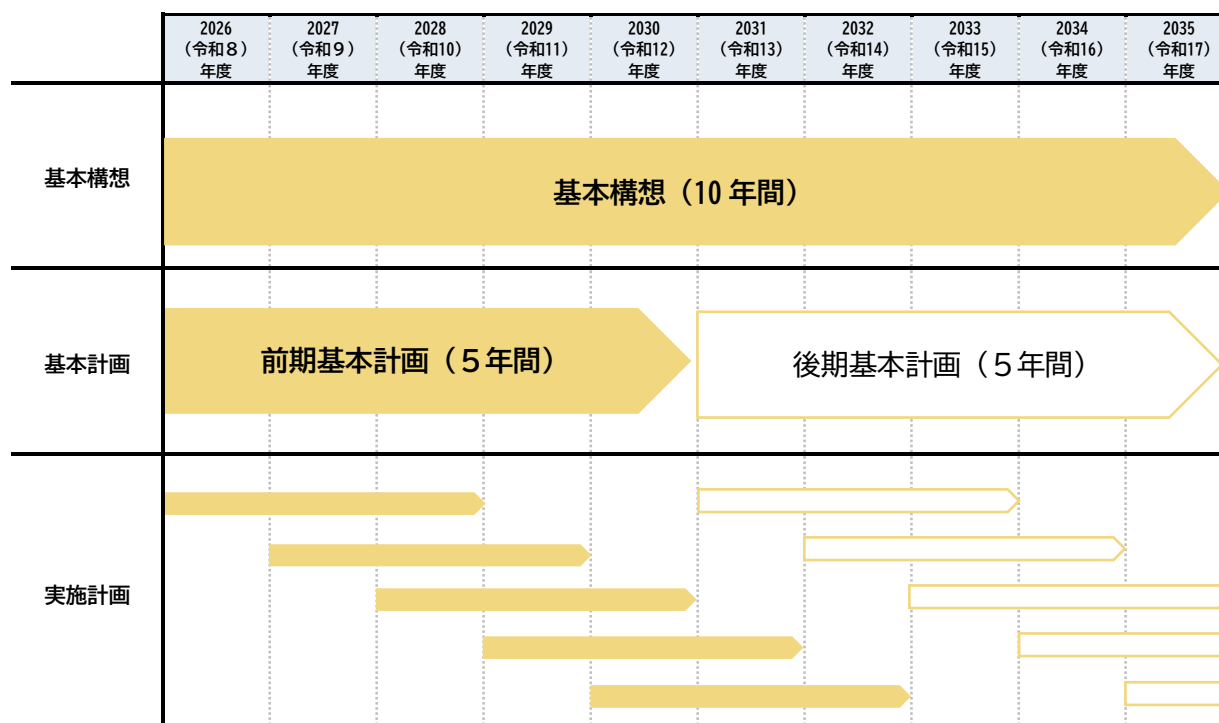 2026
（令和８）
年度
2027
（令和９）
年度
2028
（令和10）
年度
2029
（令和11）
年度
2030
（令和12）
年度
2031
（令和13）
年度
2032
（令和14）
年度
2033
（令和15）
年度
2034
（令和16）
年度
2035
（令和17）
年度
基本構想
基本構想（10 年間）
基本計画
前期基本計画（５年間）
後期基本計画（５年間）
実施計画